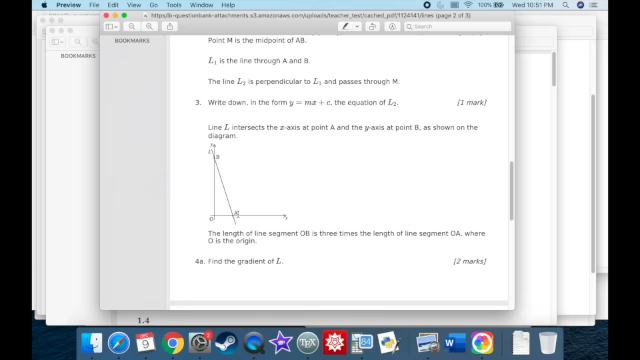 Preview File Edit View Go Tools Window Help
100% Wed 10:51 PM
https//ib-questionbank-attachments.s3.amazonaws.com/uploads/teacher_test/cached_pdf/1124141/lines (page 2 of 3)
Search
BOOKMARKS
BOOKMARKS
BOOKMARKS
Point M is the midpoint of AB.
L₁ is the line through A and B.
The line L₂ is perpendicular to L₁ and passes through M.
3. Write down, in the form y = mx + c, the equation of L₂. [1 mark]
Line L intersects the x-axis at point A and the y-axis at point B, as shown on the
diagram.
y
L
B
O
x
The length of line segment OB is three times the length of line segment OA, where
O is the origin.
4a. Find the gradient of L. [2 marks]
1.4